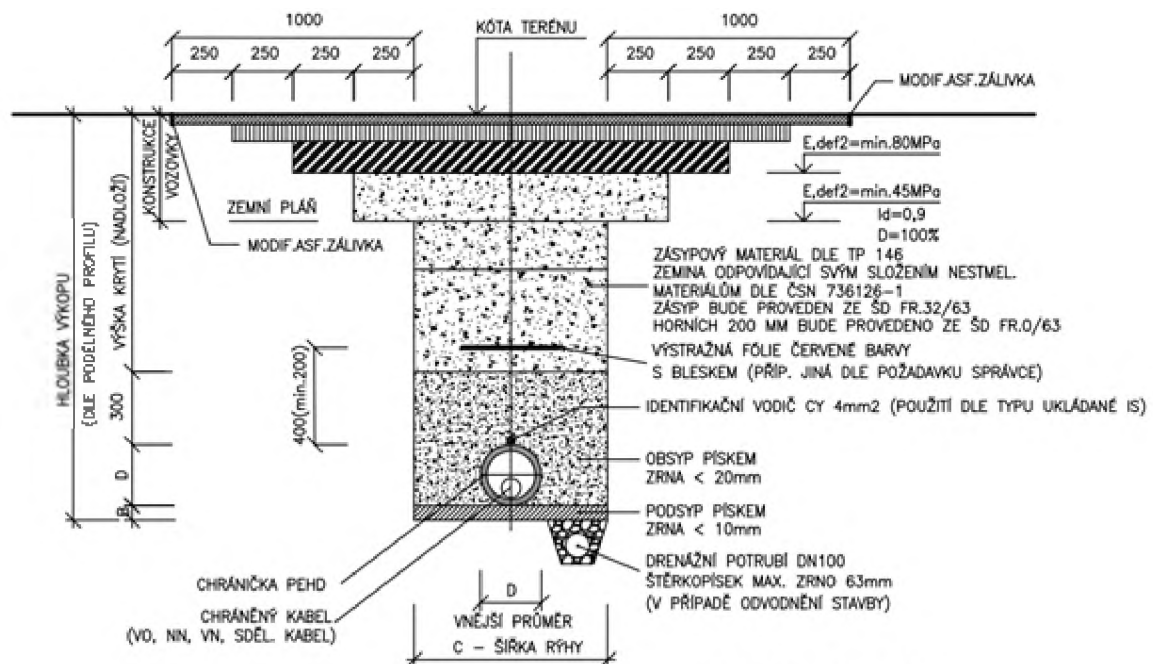 1000
1000
KÓTA TERÉNU
250 250 250 250
250 250 250 250
MODIF.ASF.ZÁLIVKA
E,def2=min.80MPa
E,def2=min.45MPa
Id=0,9
D=100%
HLOUBKA VÝKOPU
(DLE PODÉLNÉHO PROFILU)
VÝŠKA KRYTÍ (NADLOŽÍ)
300
D
B
KONSTRUKCE
VOZOVKY
ZEMNÍ PLÁŇ
MODIF.ASF.ZÁLIVKA
ZÁSYPOVÝ MATERIÁL DLE TP 146
ZEMINA ODPOVÍDAJÍCÍ SVÝM SLOŽENÍM NESTMEL.
MATERIÁLŮM DLE ČSN 736126-1
ZÁSYP BUDE PROVEDEN ZE ŠD FR.32/63
HORNÍCH 200 MM BUDE PROVEDENO ZE ŠD FR.0/63
VÝSTRAŽNÁ FÓLIE ČERVENÉ BARVY
S BLESKEM (PŘÍP. JINÁ DLE POŽADAVKU SPRÁVCE)
400(min.200)
IDENTIFIKAČNÍ VODIČ CY 4mm2 (POUŽITÍ DLE TYPU UKLÁDANÉ IS)
OBSYP PÍSKEM
ZRNA < 20mm
PODSYP PÍSKEM
ZRNA < 10mm
DRENÁŽNÍ POTRUBÍ DN100
ŠTĚRKOPÍSEK MAX. ZRNO 63mm
(V PŘÍPADĚ ODVODNĚNÍ STAVBY)
CHRÁNIČKA PEHD
CHRÁNĚNÝ KABEL
(VO, NN, VN, SDĚL. KABEL)
D
VNĚJŠÍ PRŮMĚR
C - ŠÍŘKA RÝHY